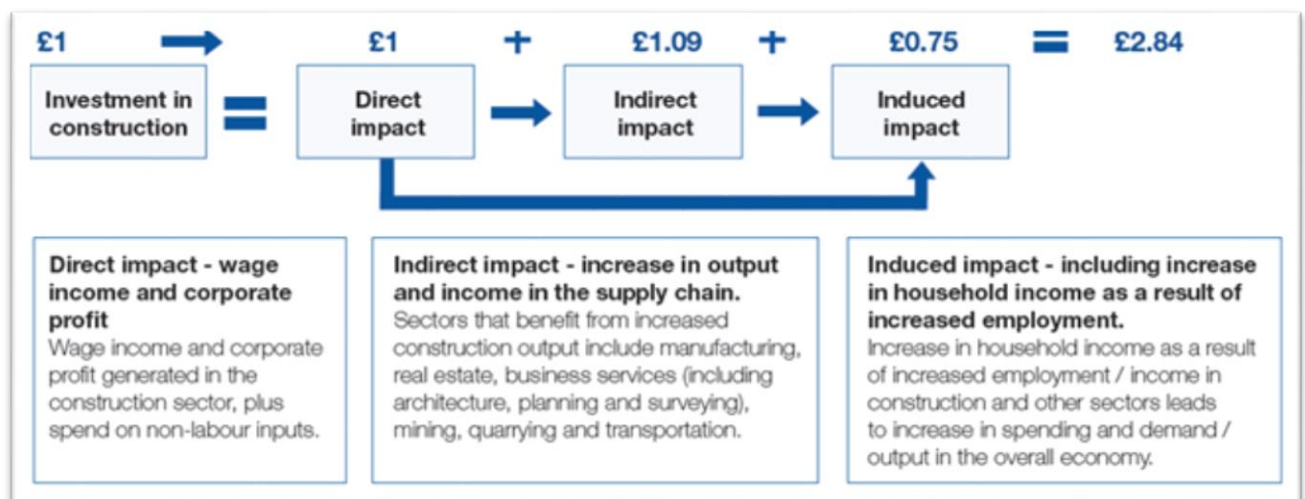 £1 £1 + £1.09 + £0.75 = £2.84
Investment in
construction
=
Direct
impact
Indirect
impact
Induced
impact
Direct impact - wage
income and corporate
profit
Wage income and corporate
profit generated in the
construction sector, plus
spend on non-labour inputs.
Indirect impact - increase in output
and income in the supply chain.
Sectors that benefit from increased
construction output include manufacturing,
real estate, business services (including
architecture, planning and surveying),
mining, quarrying and transportation.
Induced impact - including increase
in household income as a result of
increased employment.
Increase in household income as a result
of increased employment / income in
construction and other sectors leads
to increase in spending and demand /
output in the overall economy.